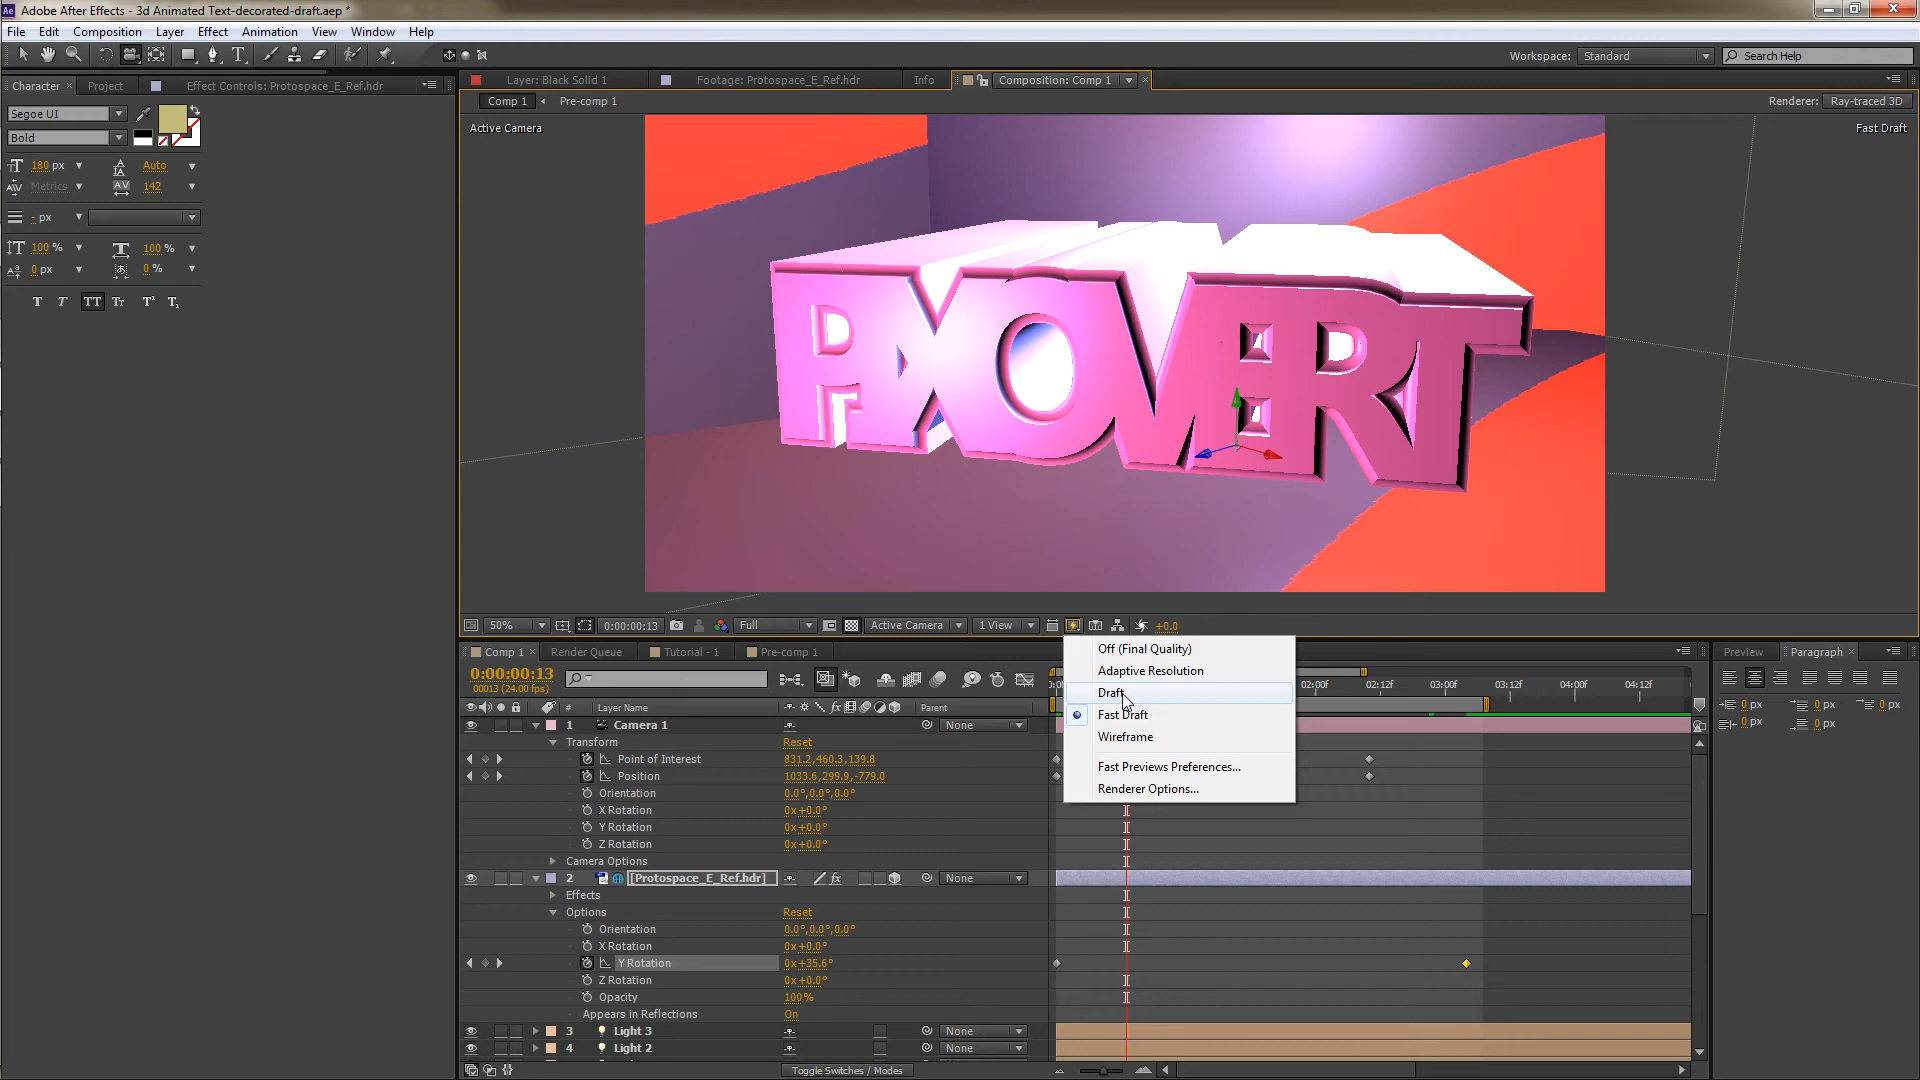 Adobe After Effects - 3d Animated Text-decorated-draft.aep *
File Edit Composition Layer Effect Animation View Window Help
Workspace: Standard Search Help
Character Project Effect Controls: Protospace_E_Ref.hdr
Layer: Black Solid 1 Footage: Protospace_E_Ref.hdr Info Composition: Comp 1
Comp 1 Pre-comp 1 Renderer: Ray-traced 3D
Segoe UI
Bold
Active Camera Fast Draft
180 px Auto
Metrics 142
- px
100 % 100 %
0 px 0 %
T T TT Tt T¹ T₁
50% 0:00:00:13 Full Active Camera 1 View +0.0
Off (Final Quality)
Adaptive Resolution
Draft
Fast Draft
Wireframe
Fast Previews Preferences...
Renderer Options...
Comp 1 Render Queue Tutorial - 1 Pre-comp 1 Preview Paragraph
0:00:00:13
00013 (24.00 fps)
02:00f 02:12f 03:00f 03:12f 04:00f 04:12f
0 px 0 px 0 px
0 px 0 px
# Layer Name Parent
1 Camera 1 None
Transform Reset
Point of Interest 831.2,460.3,139.8
Position 1033.6,299.9,-779.0
Orientation 0.0°,0.0°,0.0°
X Rotation 0x+0.0°
Y Rotation 0x+0.0°
Z Rotation 0x+0.0°
Camera Options
2 [Protospace_E_Ref.hdr] None
Effects
Options Reset
Orientation 0.0°,0.0°,0.0°
X Rotation 0x+0.0°
Y Rotation 0x+35.6°
Z Rotation 0x+0.0°
Opacity 100%
Appears in Reflections On
3 Light 3 None
4 Light 2 None
Toggle Switches / Modes